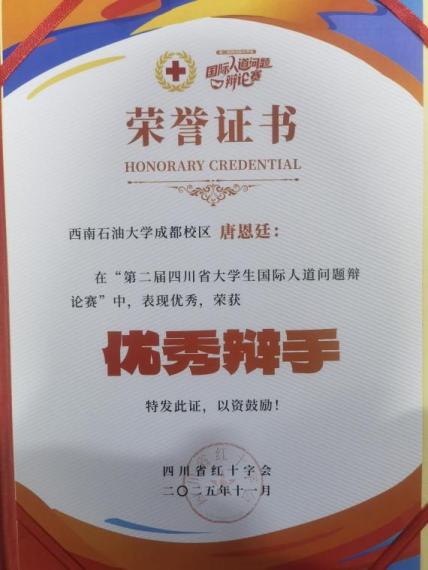 国际人道问题
辩论赛
荣誉证书
HONORARY CREDENTIAL
西南石油大学成都校区 唐恩廷：
在“第二届四川省大学生国际人道问题辩
论赛”中，表现优秀，荣获
优秀辩手
特发此证，以资鼓励！
四川省红十字会
二〇二五年十一月